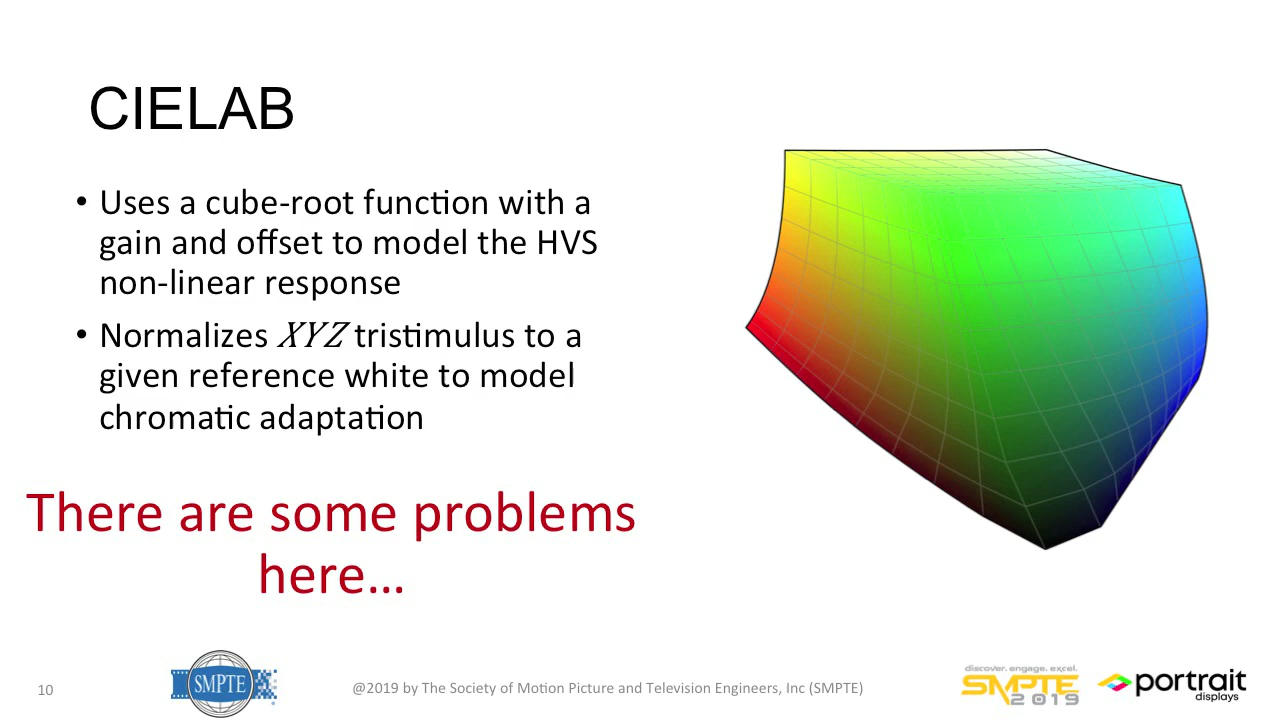 CIELAB
• Uses a cube-root function with a
gain and offset to model the HVS
non-linear response
• Normalizes XYZ tristimulus to a
given reference white to model
chromatic adaptation
There are some problems
here…
10
SMPTE
@2019 by The Society of Motion Picture and Television Engineers, Inc (SMPTE)
discover. engage. excel.
SMPTE
2019
portrait
displays